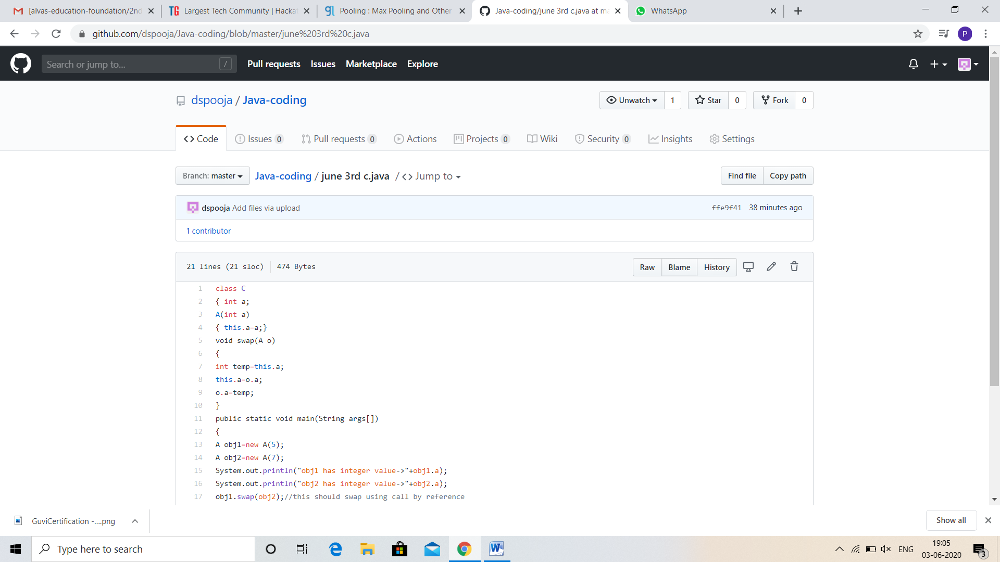 [alvas-education-foundation/2nd
Largest Tech Community | Hacka
Pooling : Max Pooling and Other
Java-coding/june 3rd c.java at ma
WhatsApp
github.com/dspooja/Java-coding/blob/master/june%203rd%20c.java
P
Search or jump to...
/
Pull requests
Issues
Marketplace
Explore
dspooja / Java-coding
Unwatch 1
Star 0
Fork 0
Code
Issues 0
Pull requests 0
Actions
Projects 0
Wiki
Security 0
Insights
Settings
Branch: master
Java-coding / june 3rd c.java / <> Jump to
Find file
Copy path
dspooja Add files via upload
ffe9f41 38 minutes ago
1 contributor
21 lines (21 sloc) 474 Bytes
Raw
Blame
History
1 class C
2 { int a;
3 A(int a)
4 { this.a=a;}
5 void swap(A o)
6 {
7 int temp=this.a;
8 this.a=o.a;
9 o.a=temp;
10 }
11 public static void main(String args[])
12 {
13 A obj1=new A(5);
14 A obj2=new A(7);
15 System.out.println("obj1 has integer value->"+obj1.a);
16 System.out.println("obj2 has integer value->"+obj2.a);
17 obj1.swap(obj2);//this should swap using call by reference
GuviCertification -....png
Show all
Type here to search
ENG
19:05
03-06-2020
3